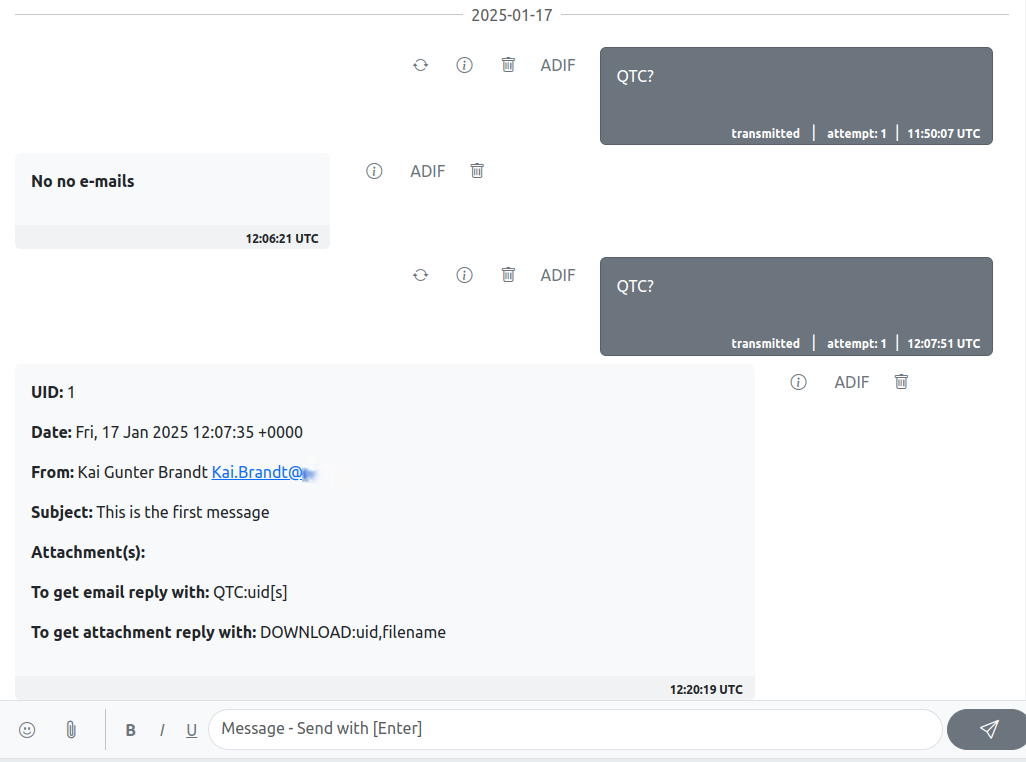 2025-01-17
ADIF
QTC?
transmitted | attempt: 1 | 11:50:07 UTC
No no e-mails
ADIF
12:06:21 UTC
ADIF
QTC?
transmitted | attempt: 1 | 12:07:51 UTC
UID: 1
ADIF
Date: Fri, 17 Jan 2025 12:07:35 +0000
From: Kai Gunter Brandt Kai.Brandt@
Subject: This is the first message
Attachment(s):
To get email reply with: QTC:uid[s]
To get attachment reply with: DOWNLOAD:uid,filename
12:20:19 UTC
B I U Message - Send with [Enter]